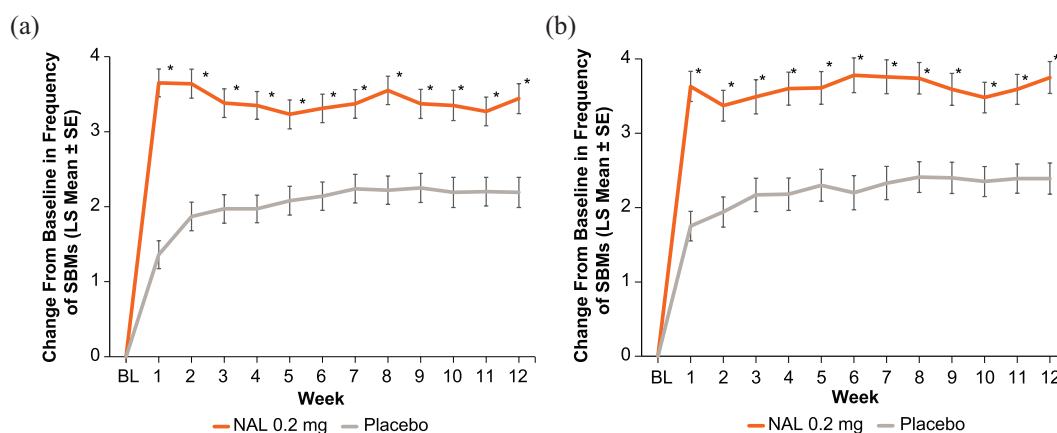 (a)
Change From Baseline in Frequency
of SBMs (LS Mean ± SE)
4
3
2
1
0
* * * * * * * * * * * *
BL 1 2 3 4 5 6 7 8 9 10 11 12
Week
NAL 0.2 mg Placebo
(b)
Change From Baseline in Frequency
of SBMs (LS Mean ± SE)
4
3
2
1
0
* * * * * * * * * * * *
BL 1 2 3 4 5 6 7 8 9 10 11 12
Week
NAL 0.2 mg Placebo